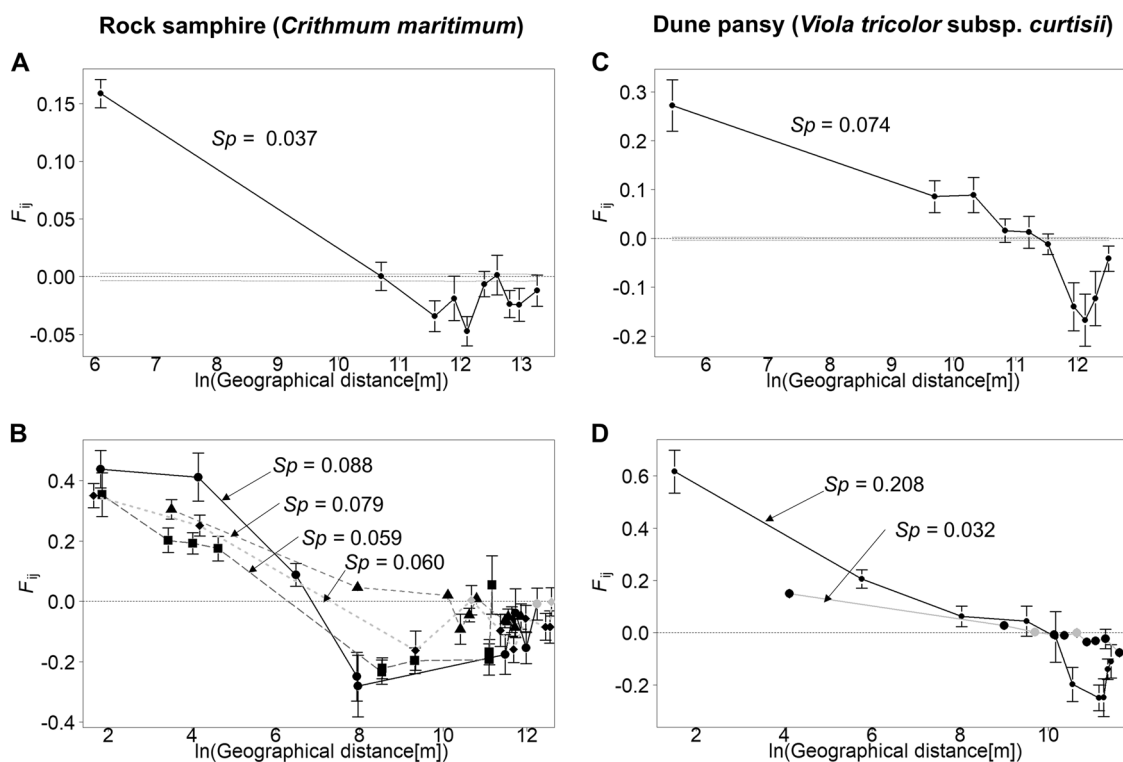 Rock samphire (Crithmum maritimum)
Dune pansy (Viola tricolor subsp. curtisii)
A
0.15
0.10
0.05
0.00
-0.05
Fij
Sp = 0.037
6 7 8 9 10 11 12 13
ln(Geographical distance[m])
C
0.3
0.2
0.1
0.0
-0.1
-0.2
Fij
Sp = 0.074
6 7 8 9 10 11 12
ln(Geographical distance[m])
B
0.4
0.2
0.0
-0.2
-0.4
Fij
Sp = 0.088
Sp = 0.079
Sp = 0.059
Sp = 0.060
2 4 6 8 10 12
ln(Geographical distance[m])
D
0.6
0.4
0.2
0.0
-0.2
Fij
Sp = 0.208
Sp = 0.032
2 4 6 8 10
ln(Geographical distance[m])